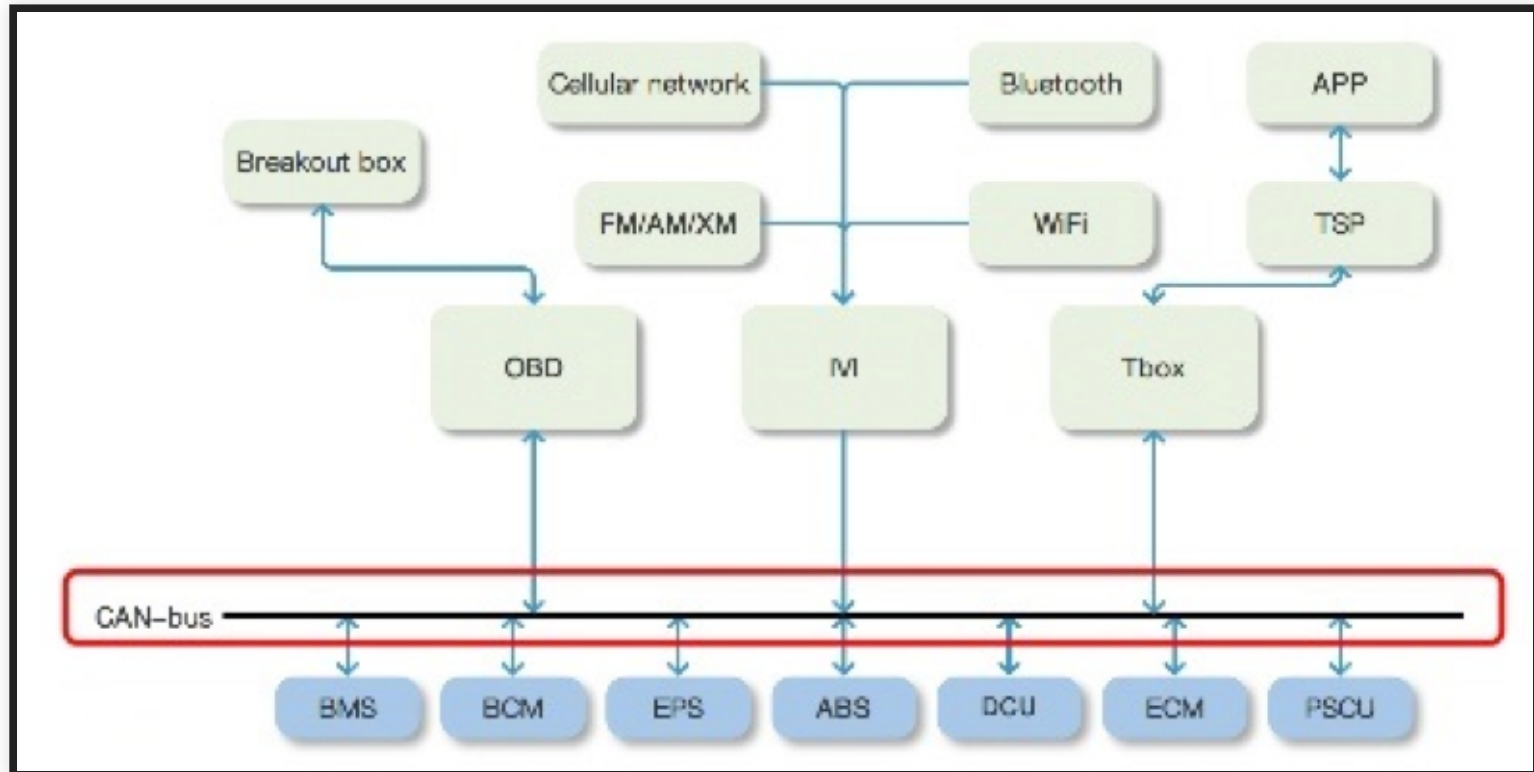 Cellular network
Bluetooth
APP
Breakout box
FM/AM/XM
WiFi
TSP
OBD
IVI
Tbox
CAN-bus
BMS
BCM
EPS
ABS
DCU
ECM
PSCU